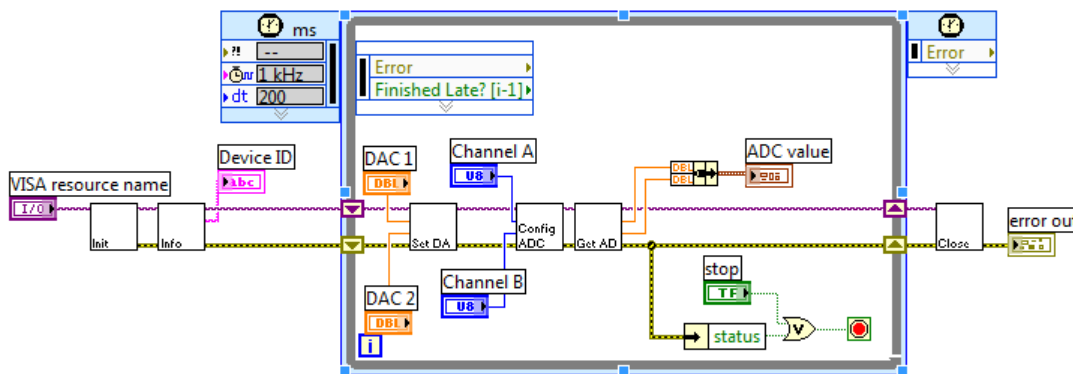 ms
?! --
1 kHz
dt 200
Error
Finished Late? [i-1]
Error
VISA resource name
I/O
Device ID
abc
Init
Info
DAC 1
DBL
Channel A
U8
Set DA
Config
ADC
Get AD
DBL
DBL
ADC value
DAC 2
DBL
Channel B
U8
stop
TF
status
V
i
Close
error out